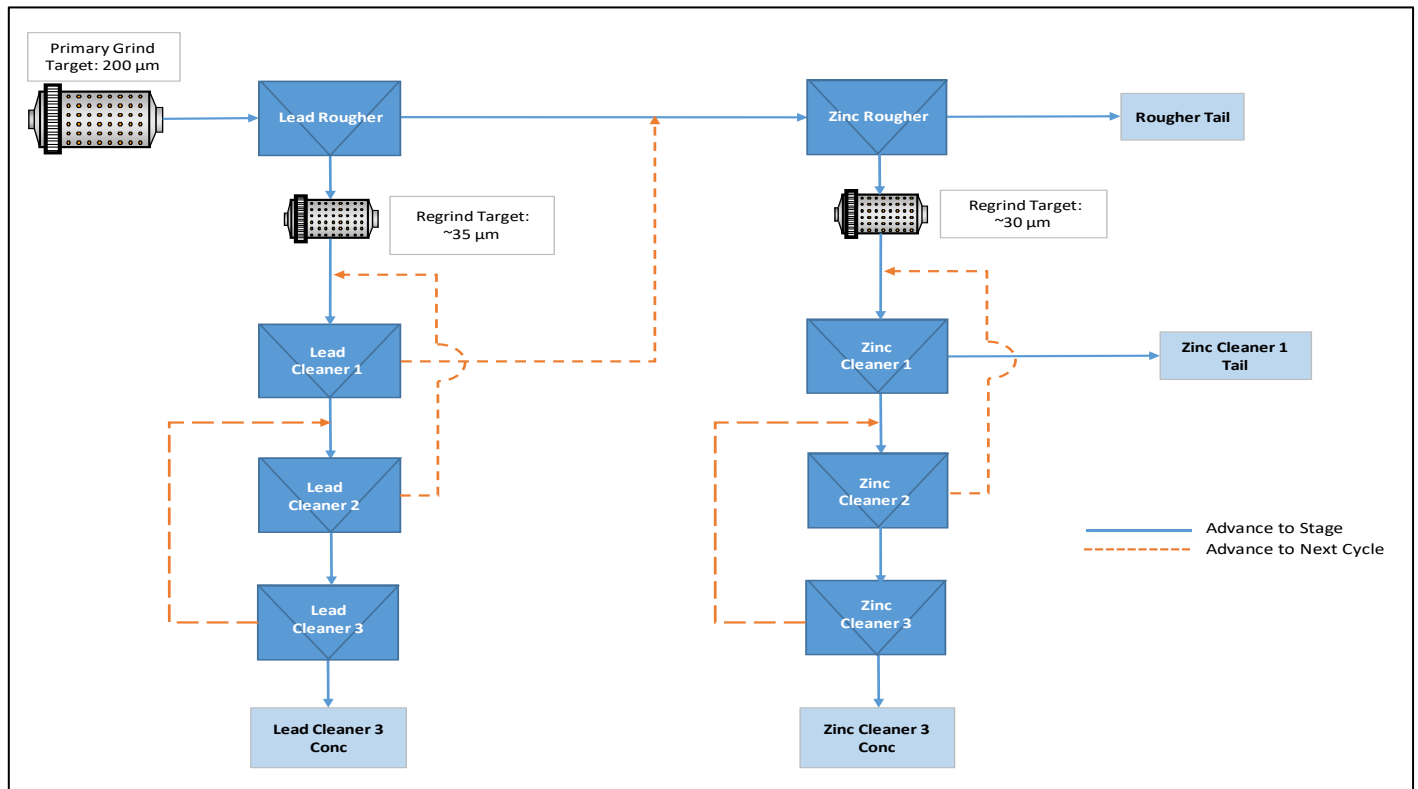 Primary Grind
Target: 200 µm
Lead Rougher
Zinc Rougher
Rougher Tail
Regrind Target:
~35 µm
Regrind Target:
~30 µm
Lead
Cleaner 1
Zinc
Cleaner 1
Zinc Cleaner 1
Tail
Lead
Cleaner 2
Zinc
Cleaner 2
Advance to Stage
Advance to Next Cycle
Lead
Cleaner 3
Zinc
Cleaner 3
Lead Cleaner 3
Conc
Zinc Cleaner 3
Conc